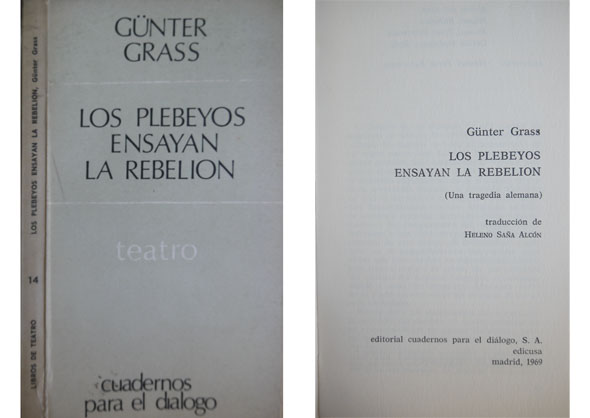 LIBROS DE TEATRO 14 LOS PLEBEYOS ENSAYAN LA REBELION, Günter Grass
GÜNTER
GRASS
LOS PLEBEYOS
ENSAYAN
LA REBELION
teatro
cuadernos
para el dialogo
Günter Grass
LOS PLEBEYOS
ENSAYAN LA REBELION
(Una tragedia alemana)
traducción de
HELENO SAÑA ALCÓN
editorial cuadernos para el diálogo, S. A.
edicusa
madrid, 1969